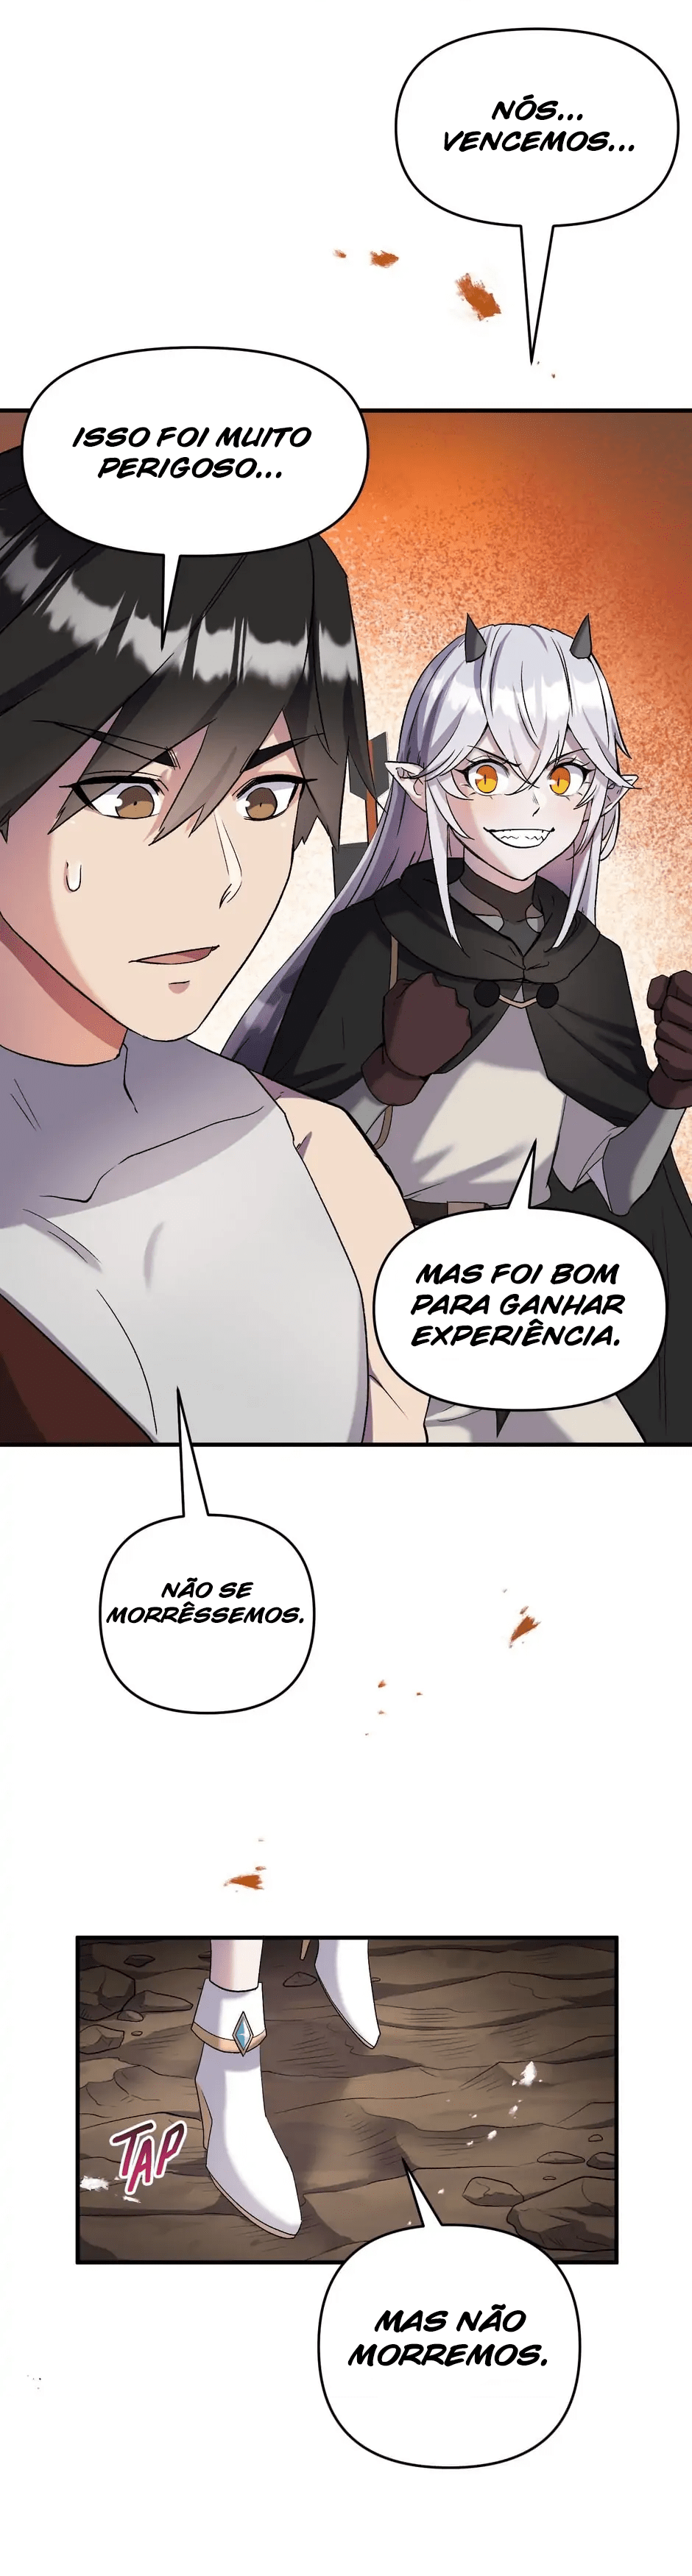 NÓS...
VENCEMOS...
ISSO FOI MUITO
PERIGOSO...
MAS FOI BOM
PARA GANHAR
EXPERIÊNCIA.
NÃO SE
MORRÊSSEMOS.
TAP
MAS NÃO
MORREMOS.